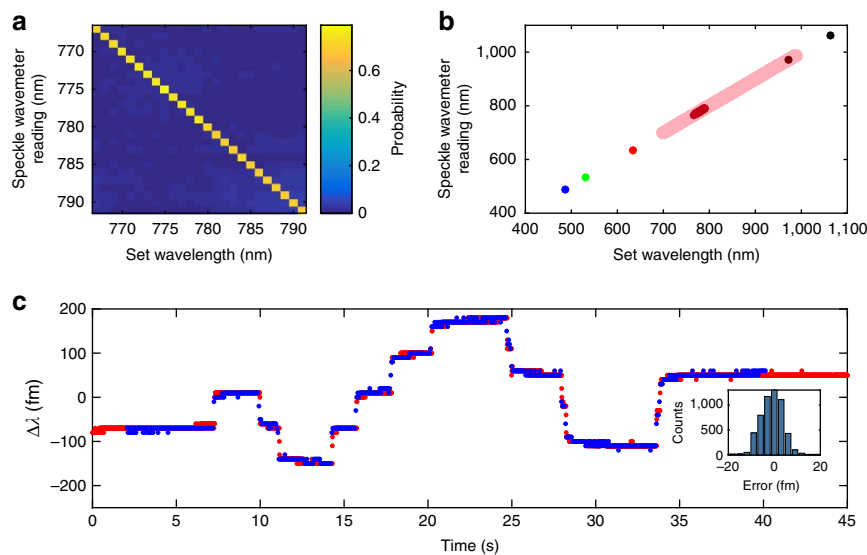 a
770
775
780
785
790
770 775 780 785 790
Speckle wavemeter
reading (nm)
Set wavelength (nm)
0.6
0.4
0.2
0
Probability
b
1,000
800
600
400
400 500 600 700 800 900 1,000 1,100
Speckle wavemeter
reading (nm)
Set wavelength (nm)
c
200
100
0
−100
−200
Δλ (fm)
0 5 10 15 20 25 30 35 40 45
Time (s)
1,000
500
0
Counts
−20 0 20
Error (fm)